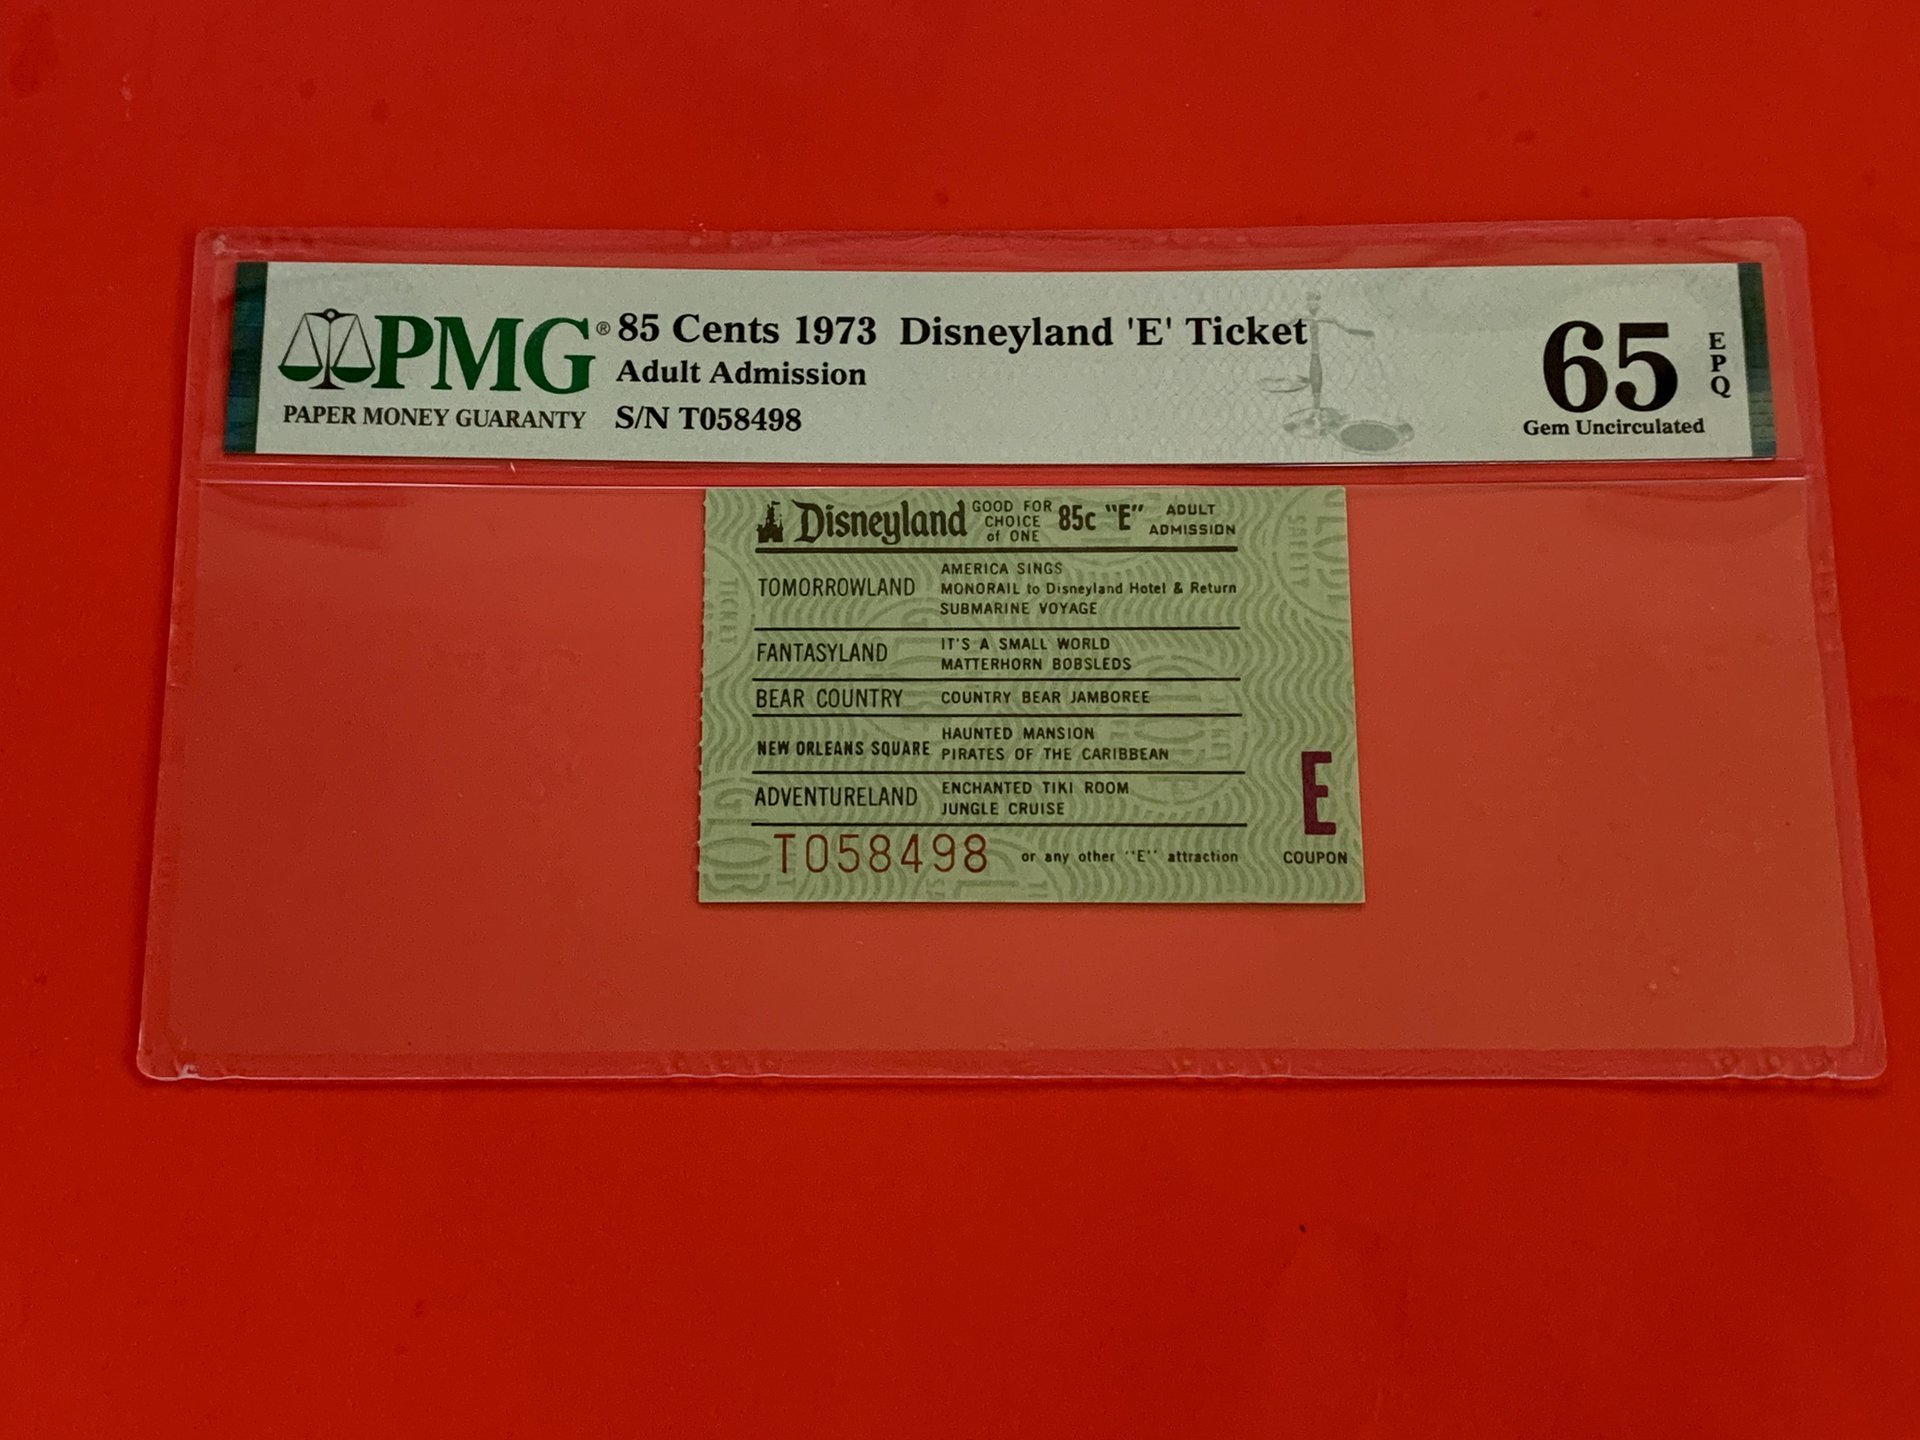 PMG® 85 Cents 1973 Disneyland 'E' Ticket
Adult Admission
PAPER MONEY GUARANTY S/N T058498
65 EPQ
Gem Uncirculated
Disneyland GOOD FOR CHOICE of ONE 85c "E" ADULT ADMISSION
TOMORROWLAND
AMERICA SINGS
MONORAIL to Disneyland Hotel & Return
SUBMARINE VOYAGE
FANTASYLAND
IT'S A SMALL WORLD
MATTERHORN BOBSLEDS
BEAR COUNTRY COUNTRY BEAR JAMBOREE
NEW ORLEANS SQUARE
HAUNTED MANSION
PIRATES OF THE CARIBBEAN
ADVENTURELAND
ENCHANTED TIKI ROOM
JUNGLE CRUISE
T058498 or any other "E" attraction
E
COUPON